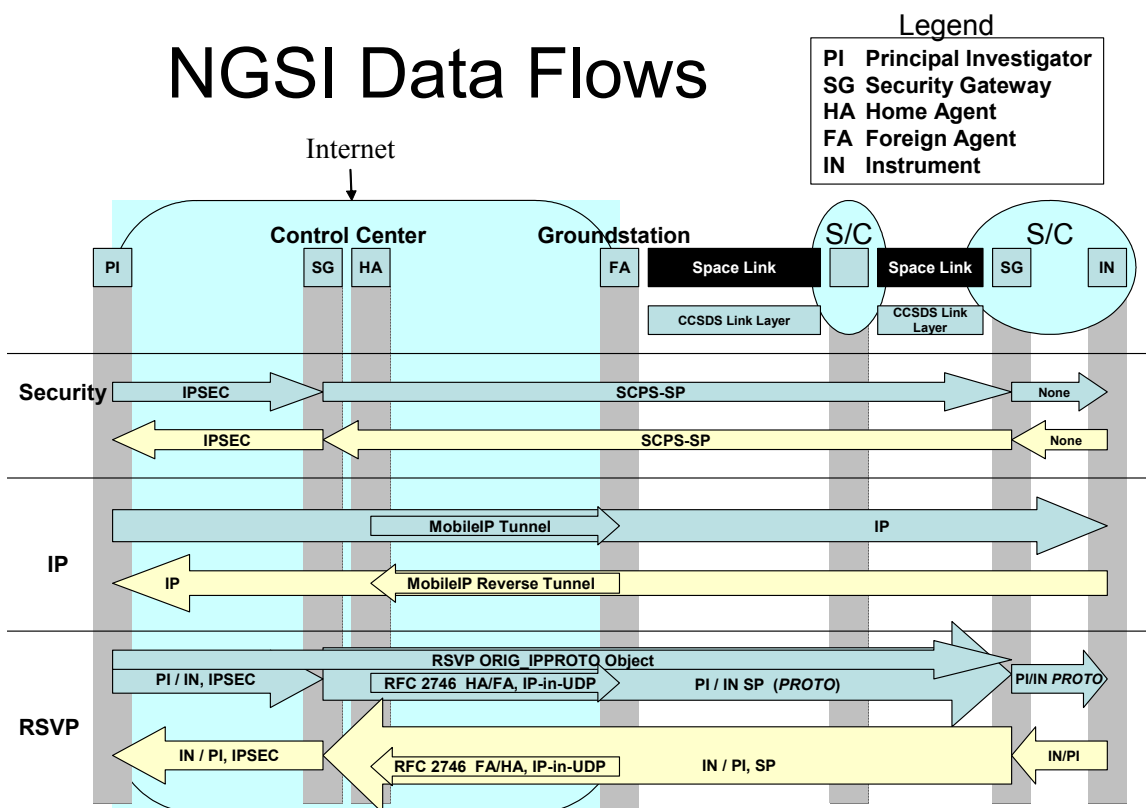 NGSI Data Flows
Legend
PI Principal Investigator
SG Security Gateway
HA Home Agent
FA Foreign Agent
IN Instrument
Internet
Control Center
Groundstation
S/C
S/C
PI
SG
HA
FA
Space Link
Space Link
SG
IN
CCSDS Link Layer
CCSDS Link
Layer
Security
IPSEC
SCPS-SP
None
IPSEC
SCPS-SP
None
IP
MobileIP Tunnel
IP
IP
MobileIP Reverse Tunnel
RSVP
RSVP ORIG_IPPROTO Object
PI / IN, IPSEC
RFC 2746 HA/FA, IP-in-UDP
PI / IN SP (PROTO)
PI/IN PROTO
IN / PI, IPSEC
RFC 2746 FA/HA, IP-in-UDP
IN / PI, SP
IN/PI